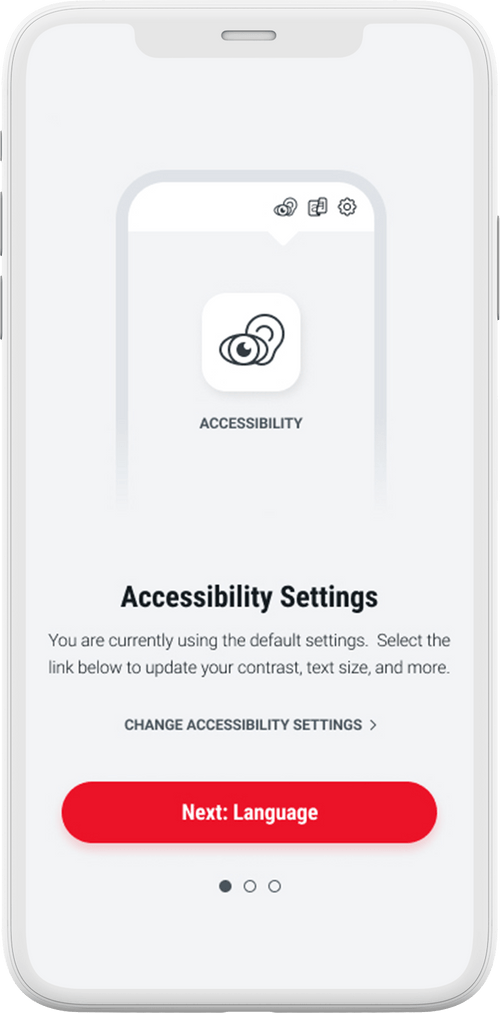 ACCESSIBILITY
Accessibility Settings
You are currently using the default settings. Select the
link below to update your contrast, text size, and more.
CHANGE ACCESSIBILITY SETTINGS >
Next: Language